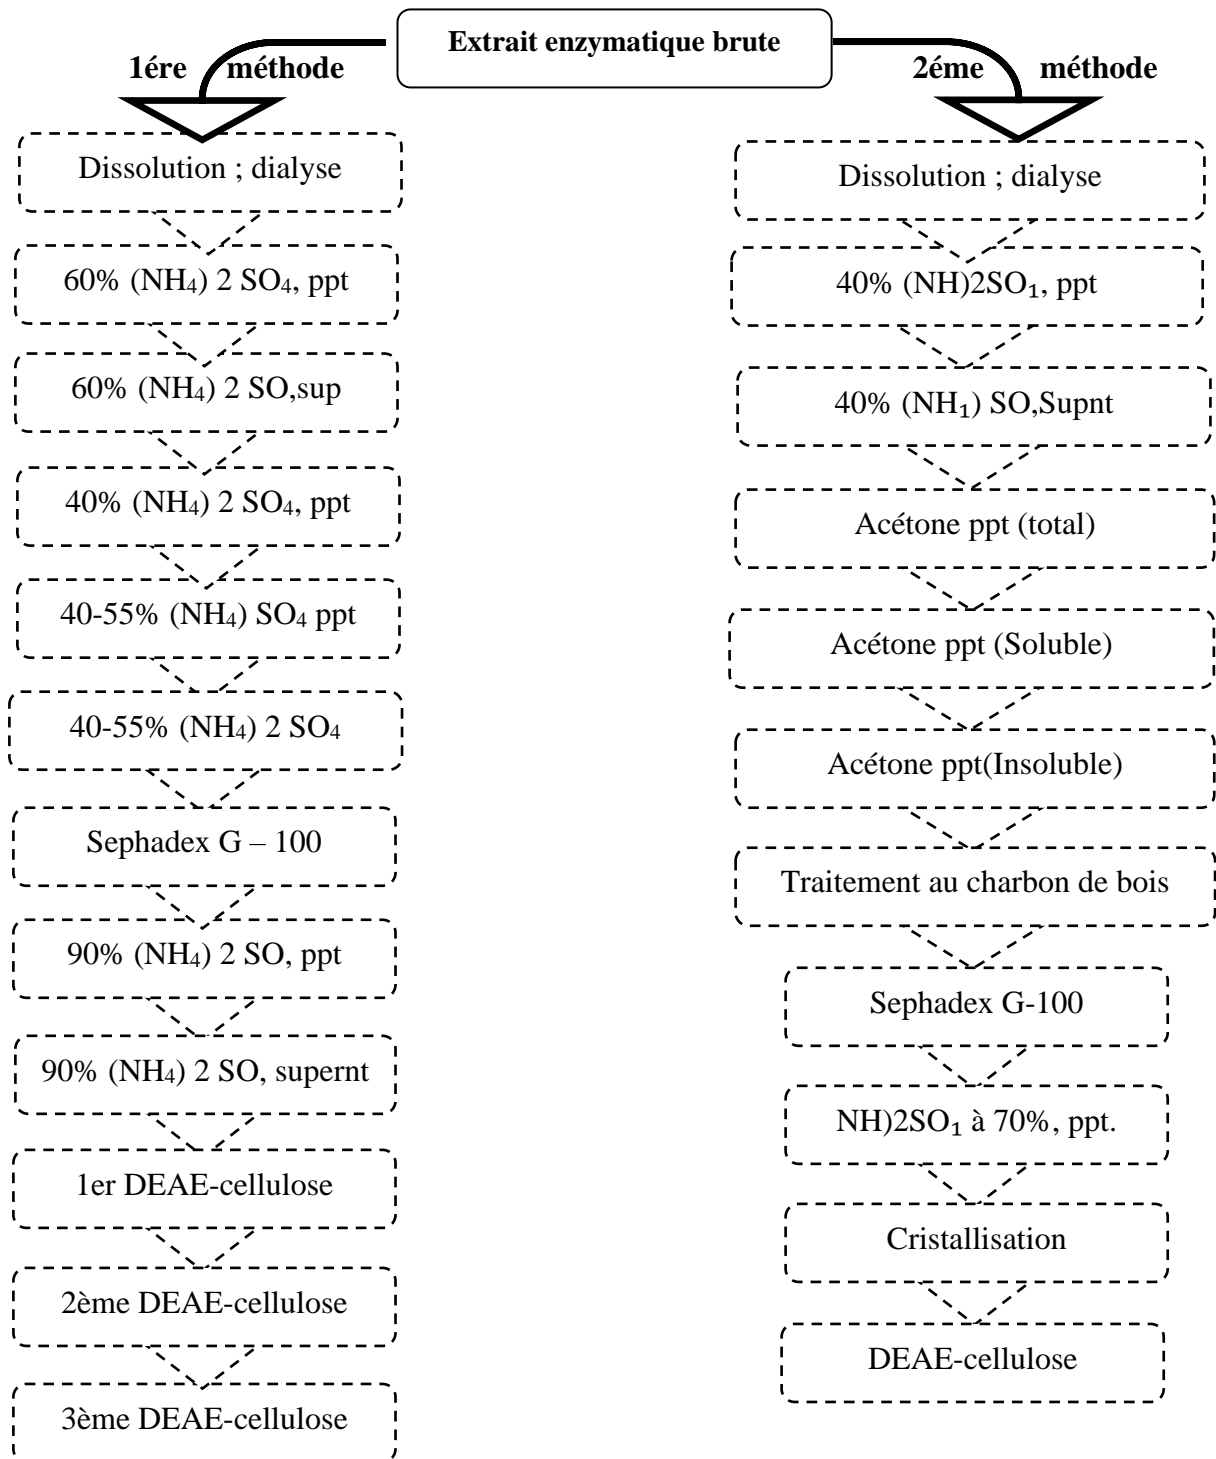 Extrait enzymatique brute
1ére méthode
2éme méthode
Dissolution ; dialyse
60% (NH₄) 2 SO₄, ppt
60% (NH₄) 2 SO,sup
40% (NH₄) 2 SO₄, ppt
40-55% (NH₄) SO₄ ppt
40-55% (NH₄) 2 SO₄
Sephadex G – 100
90% (NH₄) 2 SO, ppt
90% (NH₄) 2 SO, supernt
1er DEAE-cellulose
2ème DEAE-cellulose
3ème DEAE-cellulose
Dissolution ; dialyse
40% (NH)2SO₁, ppt
40% (NH₁) SO,Supnt
Acétone ppt (total)
Acétone ppt (Soluble)
Acétone ppt(Insoluble)
Traitement au charbon de bois
Sephadex G-100
NH)2SO₁ à 70%, ppt.
Cristallisation
DEAE-cellulose